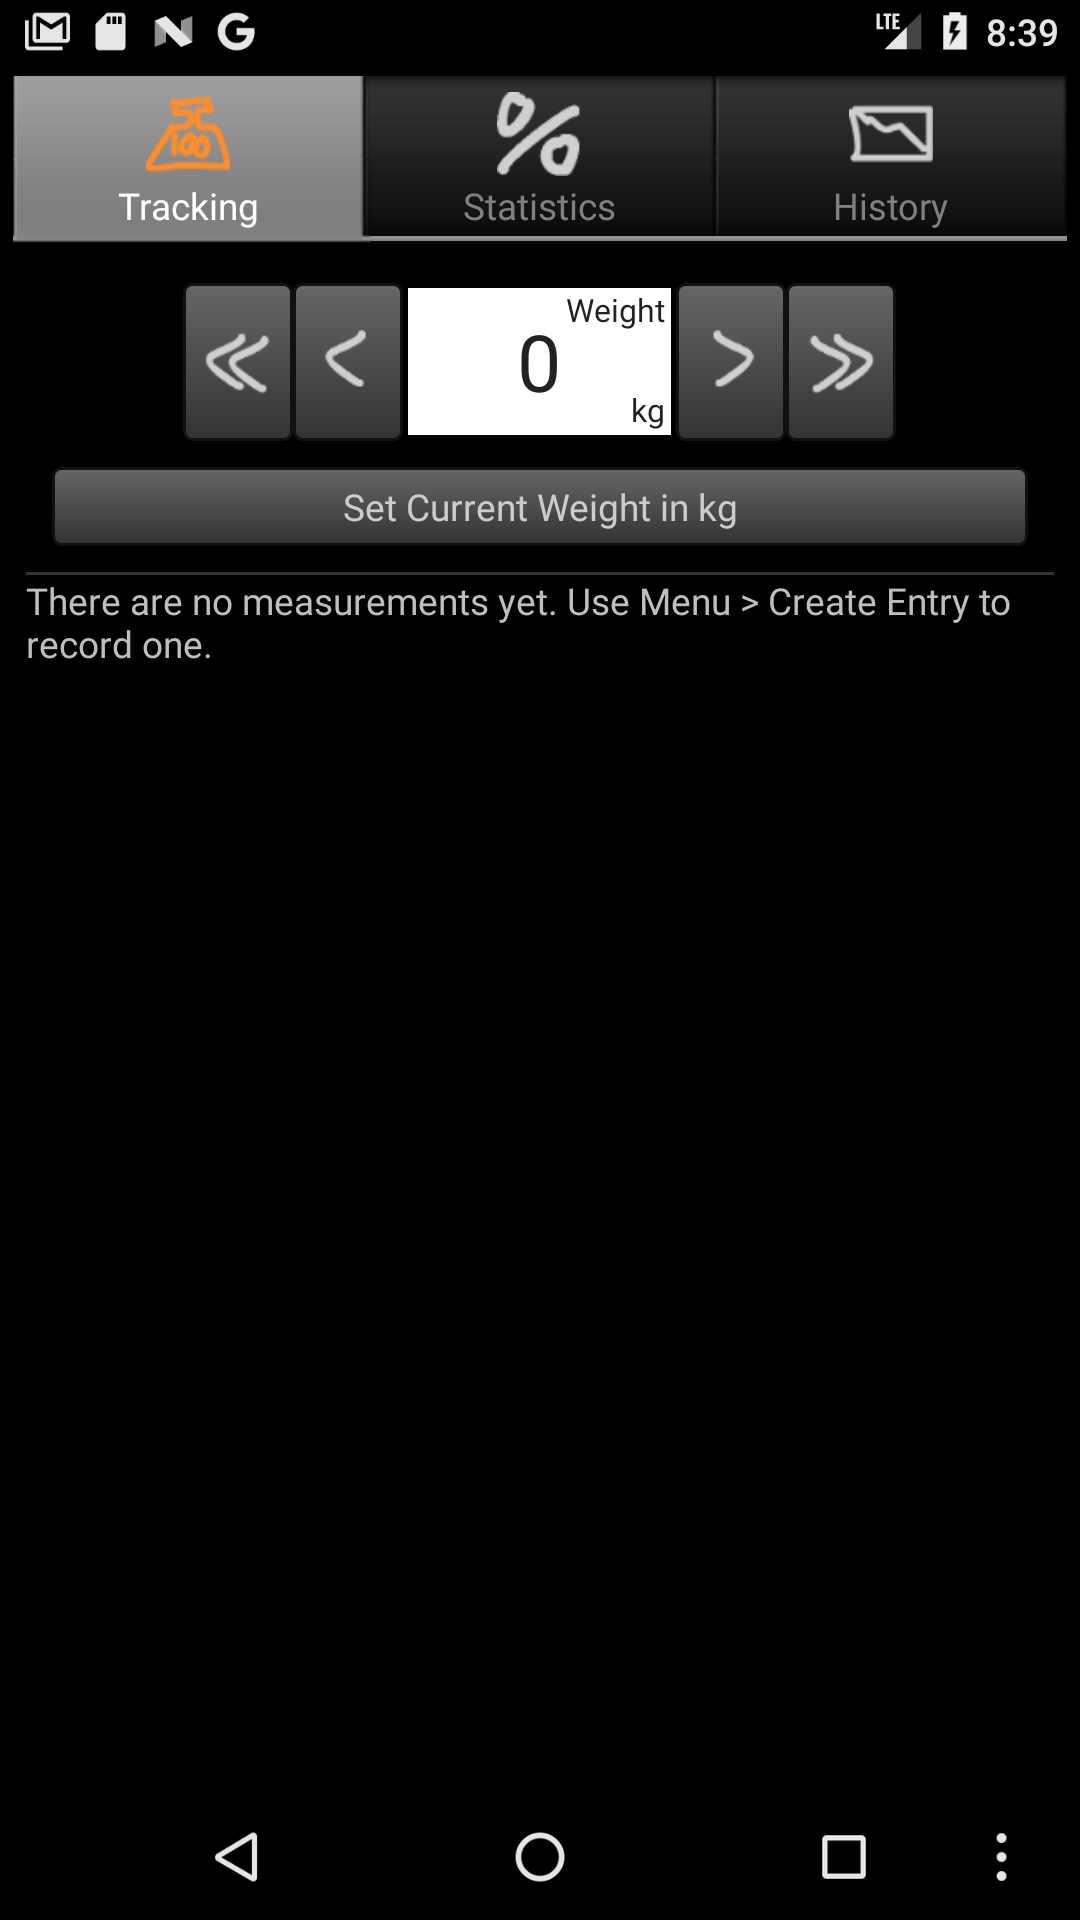 LTE 8:39
100
Tracking
Statistics
History
Weight
0
kg
Set Current Weight in kg
There are no measurements yet. Use Menu > Create Entry to
record one.